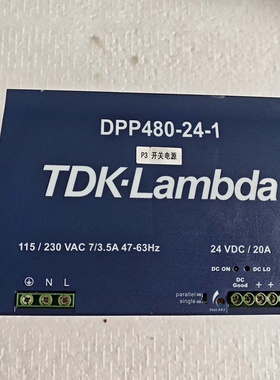 DPP480-24-1
P3 开关电源
TDK·Lambda
115 / 230 VAC 7/3.5A 47-63Hz
24 VDC / 20A
DC ON DC LO
N L
DC Good + +
parallel
single